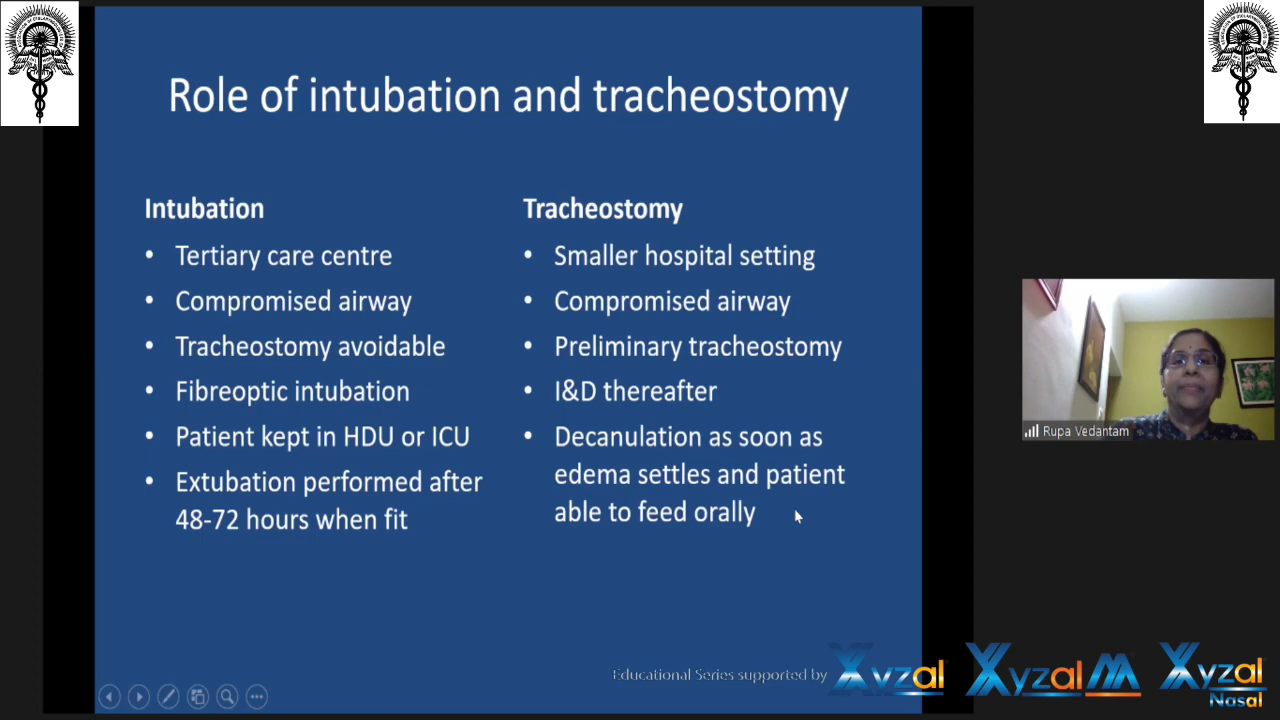 Role of intubation and tracheostomy
Intubation
• Tertiary care centre
• Compromised airway
• Tracheostomy avoidable
• Fibreoptic intubation
• Patient kept in HDU or ICU
• Extubation performed after
48-72 hours when fit
Tracheostomy
• Smaller hospital setting
• Compromised airway
• Preliminary tracheostomy
• I&D thereafter
• Decanulation as soon as
edema settles and patient
able to feed orally
Rupa Vedantam
Educational Series supported by
Xyzal
Xyzal M
Xyzal
Nasal